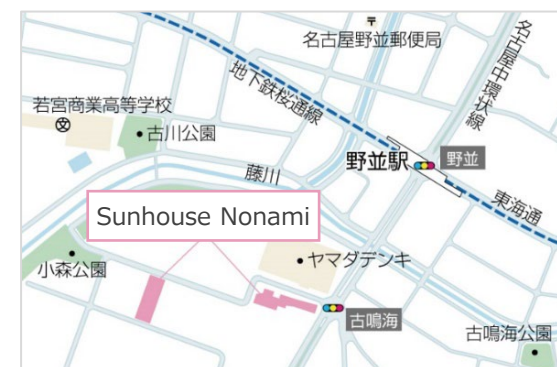 〒
名古屋野並郵便局
名古屋中環状線
地下鉄桜通線
若宮商業高等学校
文
古川公園
野並駅
野並
藤川
東海通
Sunhouse Nonami
ヤマダデンキ
小森公園
古鳴海
古鳴海公園